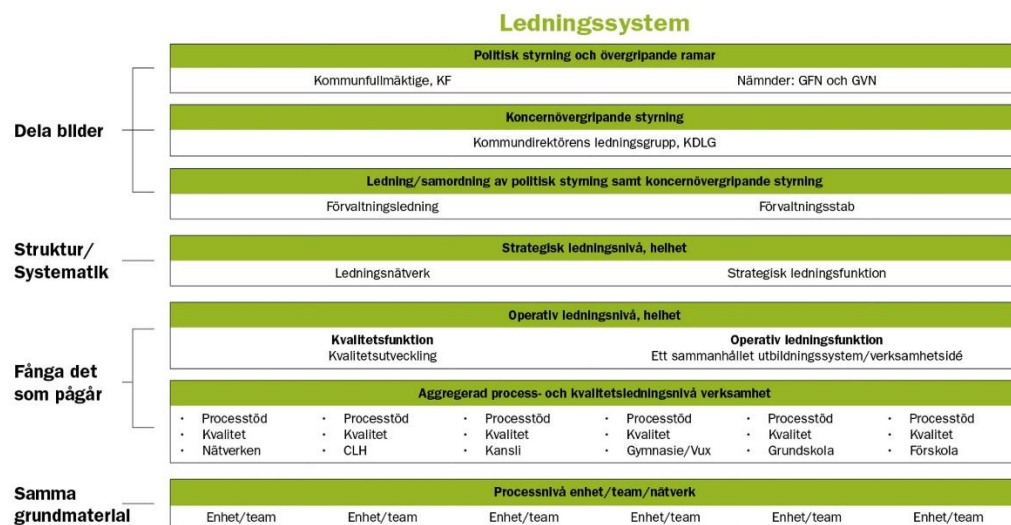 Ledningssystem
Politisk styrning och övergripande ramar
Kommunfullmäktige, KF
Nämnder: GFN och GVN
Dela bilder
Koncernövergripande styrning
Kommundirektörens ledningsgrupp, KDLG
Ledning/samordning av politisk styrning samt koncernövergripande styrning
Förvaltningsledning
Förvaltningsstab
Struktur/
Systematik
Strategisk ledningsnivå, helhet
Ledningsnätverk
Strategisk ledningsfunktion
Fånga det
som pågår
Operativ ledningsnivå, helhet
Kvalitetsfunktion
Kvalitetsutveckling
Operativ ledningsfunktion
Ett sammanhållet utbildningssystem/verksamhetsidé
Aggregerad process- och kvalitetsledningsnivå verksamhet
• Processtöd
• Kvalitet
• Nätverken
• Processtöd
• Kvalitet
• CLH
• Processtöd
• Kvalitet
• Kansli
• Processtöd
• Kvalitet
• Gymnasie/Vux
• Processtöd
• Kvalitet
• Grundskola
• Processtöd
• Kvalitet
• Förskola
Samma
grundmaterial
Processnivå enhet/team/nätverk
Enhet/team
Enhet/team
Enhet/team
Enhet/team
Enhet/team
Enhet/team